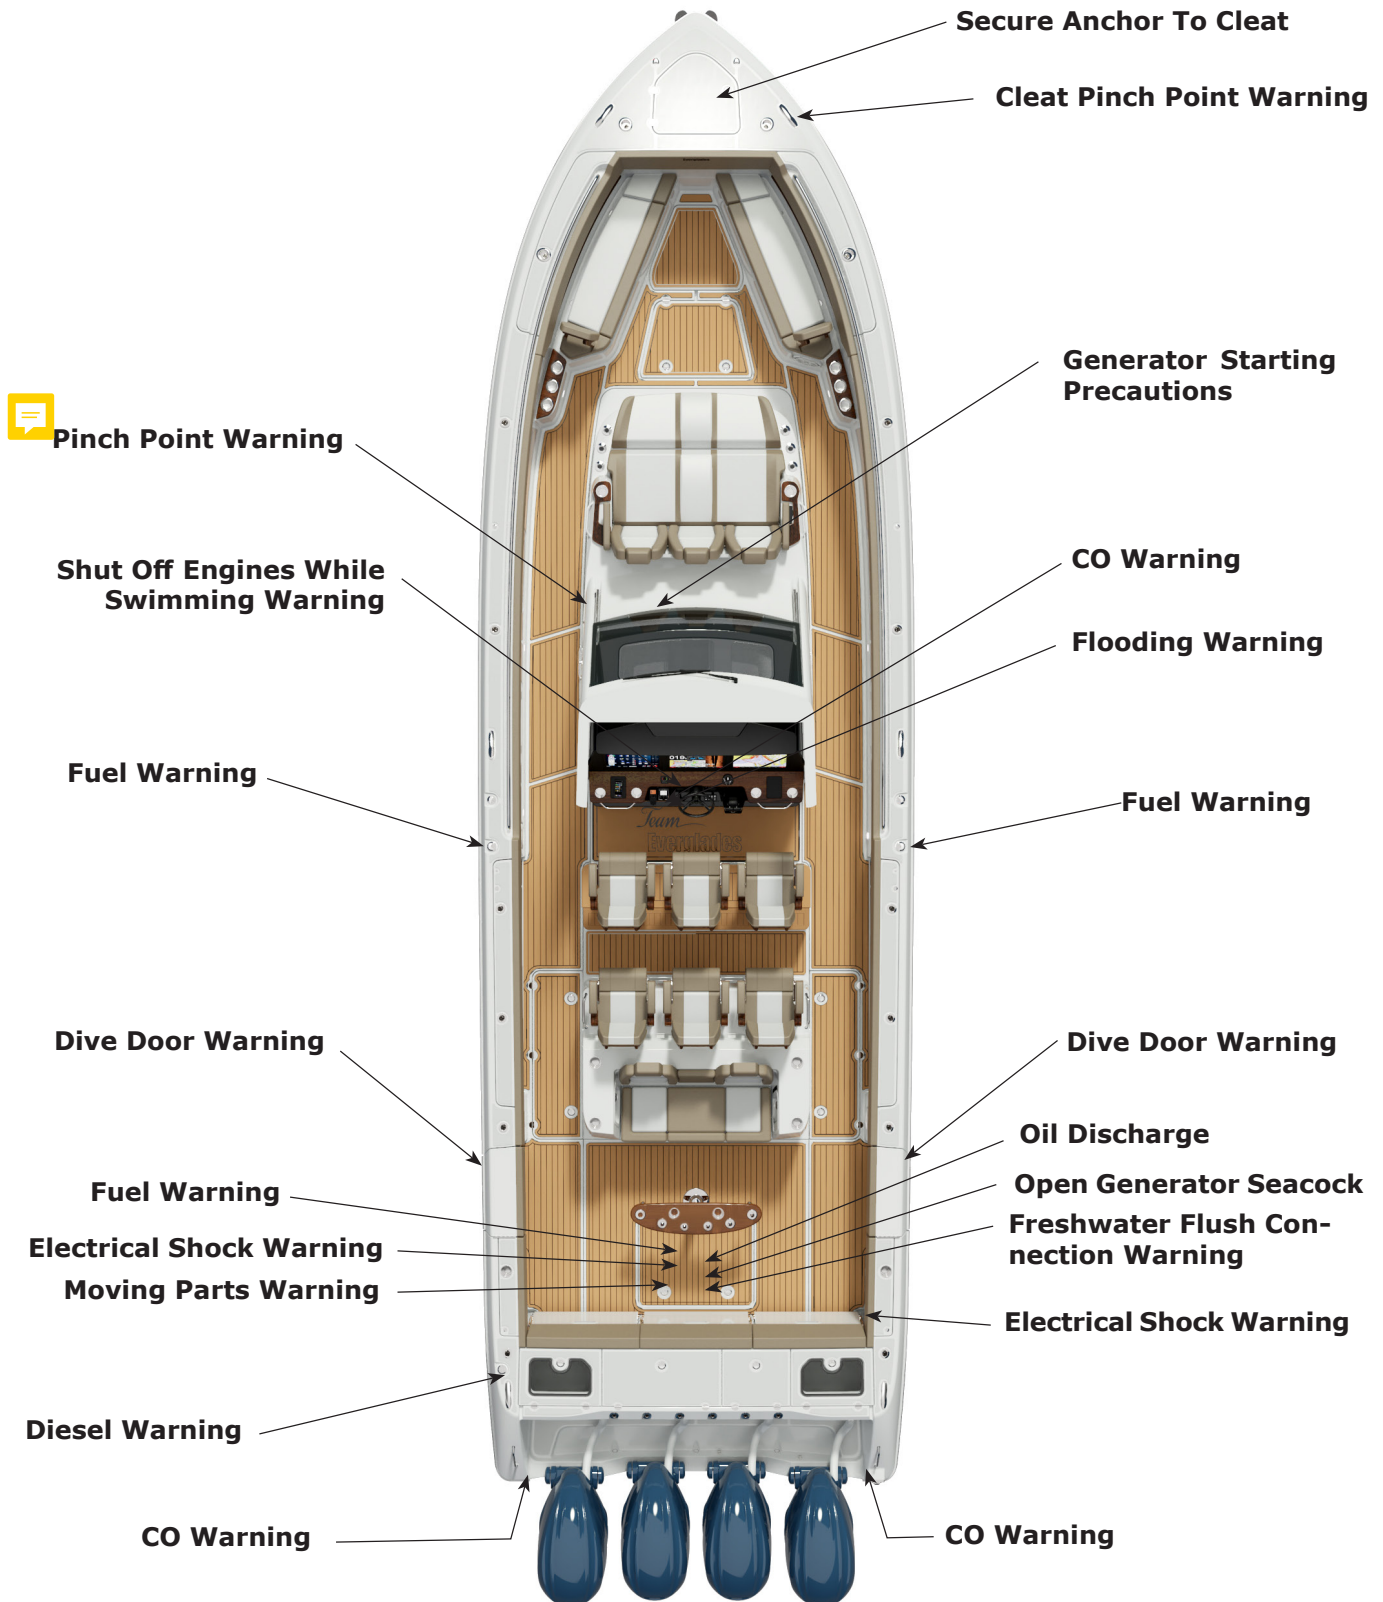 Secure Anchor To Cleat
Cleat Pinch Point Warning
Generator Starting
Precautions
Pinch Point Warning
CO Warning
Shut Off Engines While
Swimming Warning
Flooding Warning
Fuel Warning
Fuel Warning
Team
Everglades
Dive Door Warning
Dive Door Warning
Oil Discharge
Fuel Warning
Open Generator Seacock
Freshwater Flush Con-
nection Warning
Electrical Shock Warning
Moving Parts Warning
Electrical Shock Warning
Diesel Warning
CO Warning
CO Warning